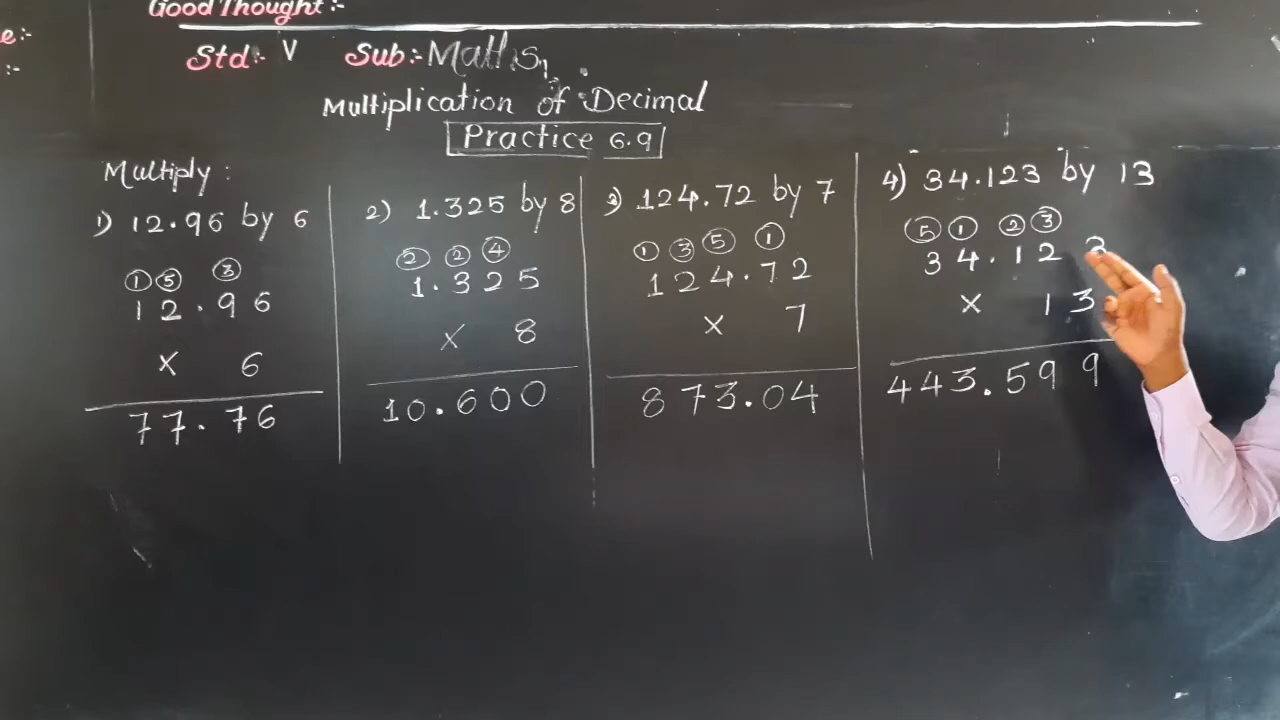 Good Thought:-
e:-
:-
Std:- V Sub:- Maths
Multiplication of Decimal
Practice 6.9
Multiply:
1) 12.96 by 6
1 5 3
12.96
× 6
77.76
2) 1.325 by 8
2 2 4
1.325
× 8
10.600
3) 124.72 by 7
1 3 5 1
124.72
× 7
873.04
4) 34.123 by 13
5 1 2 3
34.123
× 13
443.599